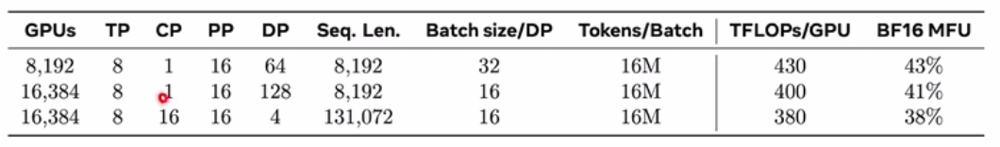 GPUs TP CP PP DP Seq. Len. Batch size/DP Tokens/Batch TFLOPs/GPU BF16 MFU
8,192 8 1 16 64 8,192 32 16M 430 43%
16,384 8 1 16 128 8,192 16 16M 400 41%
16,384 8 16 16 4 131,072 16 16M 380 38%